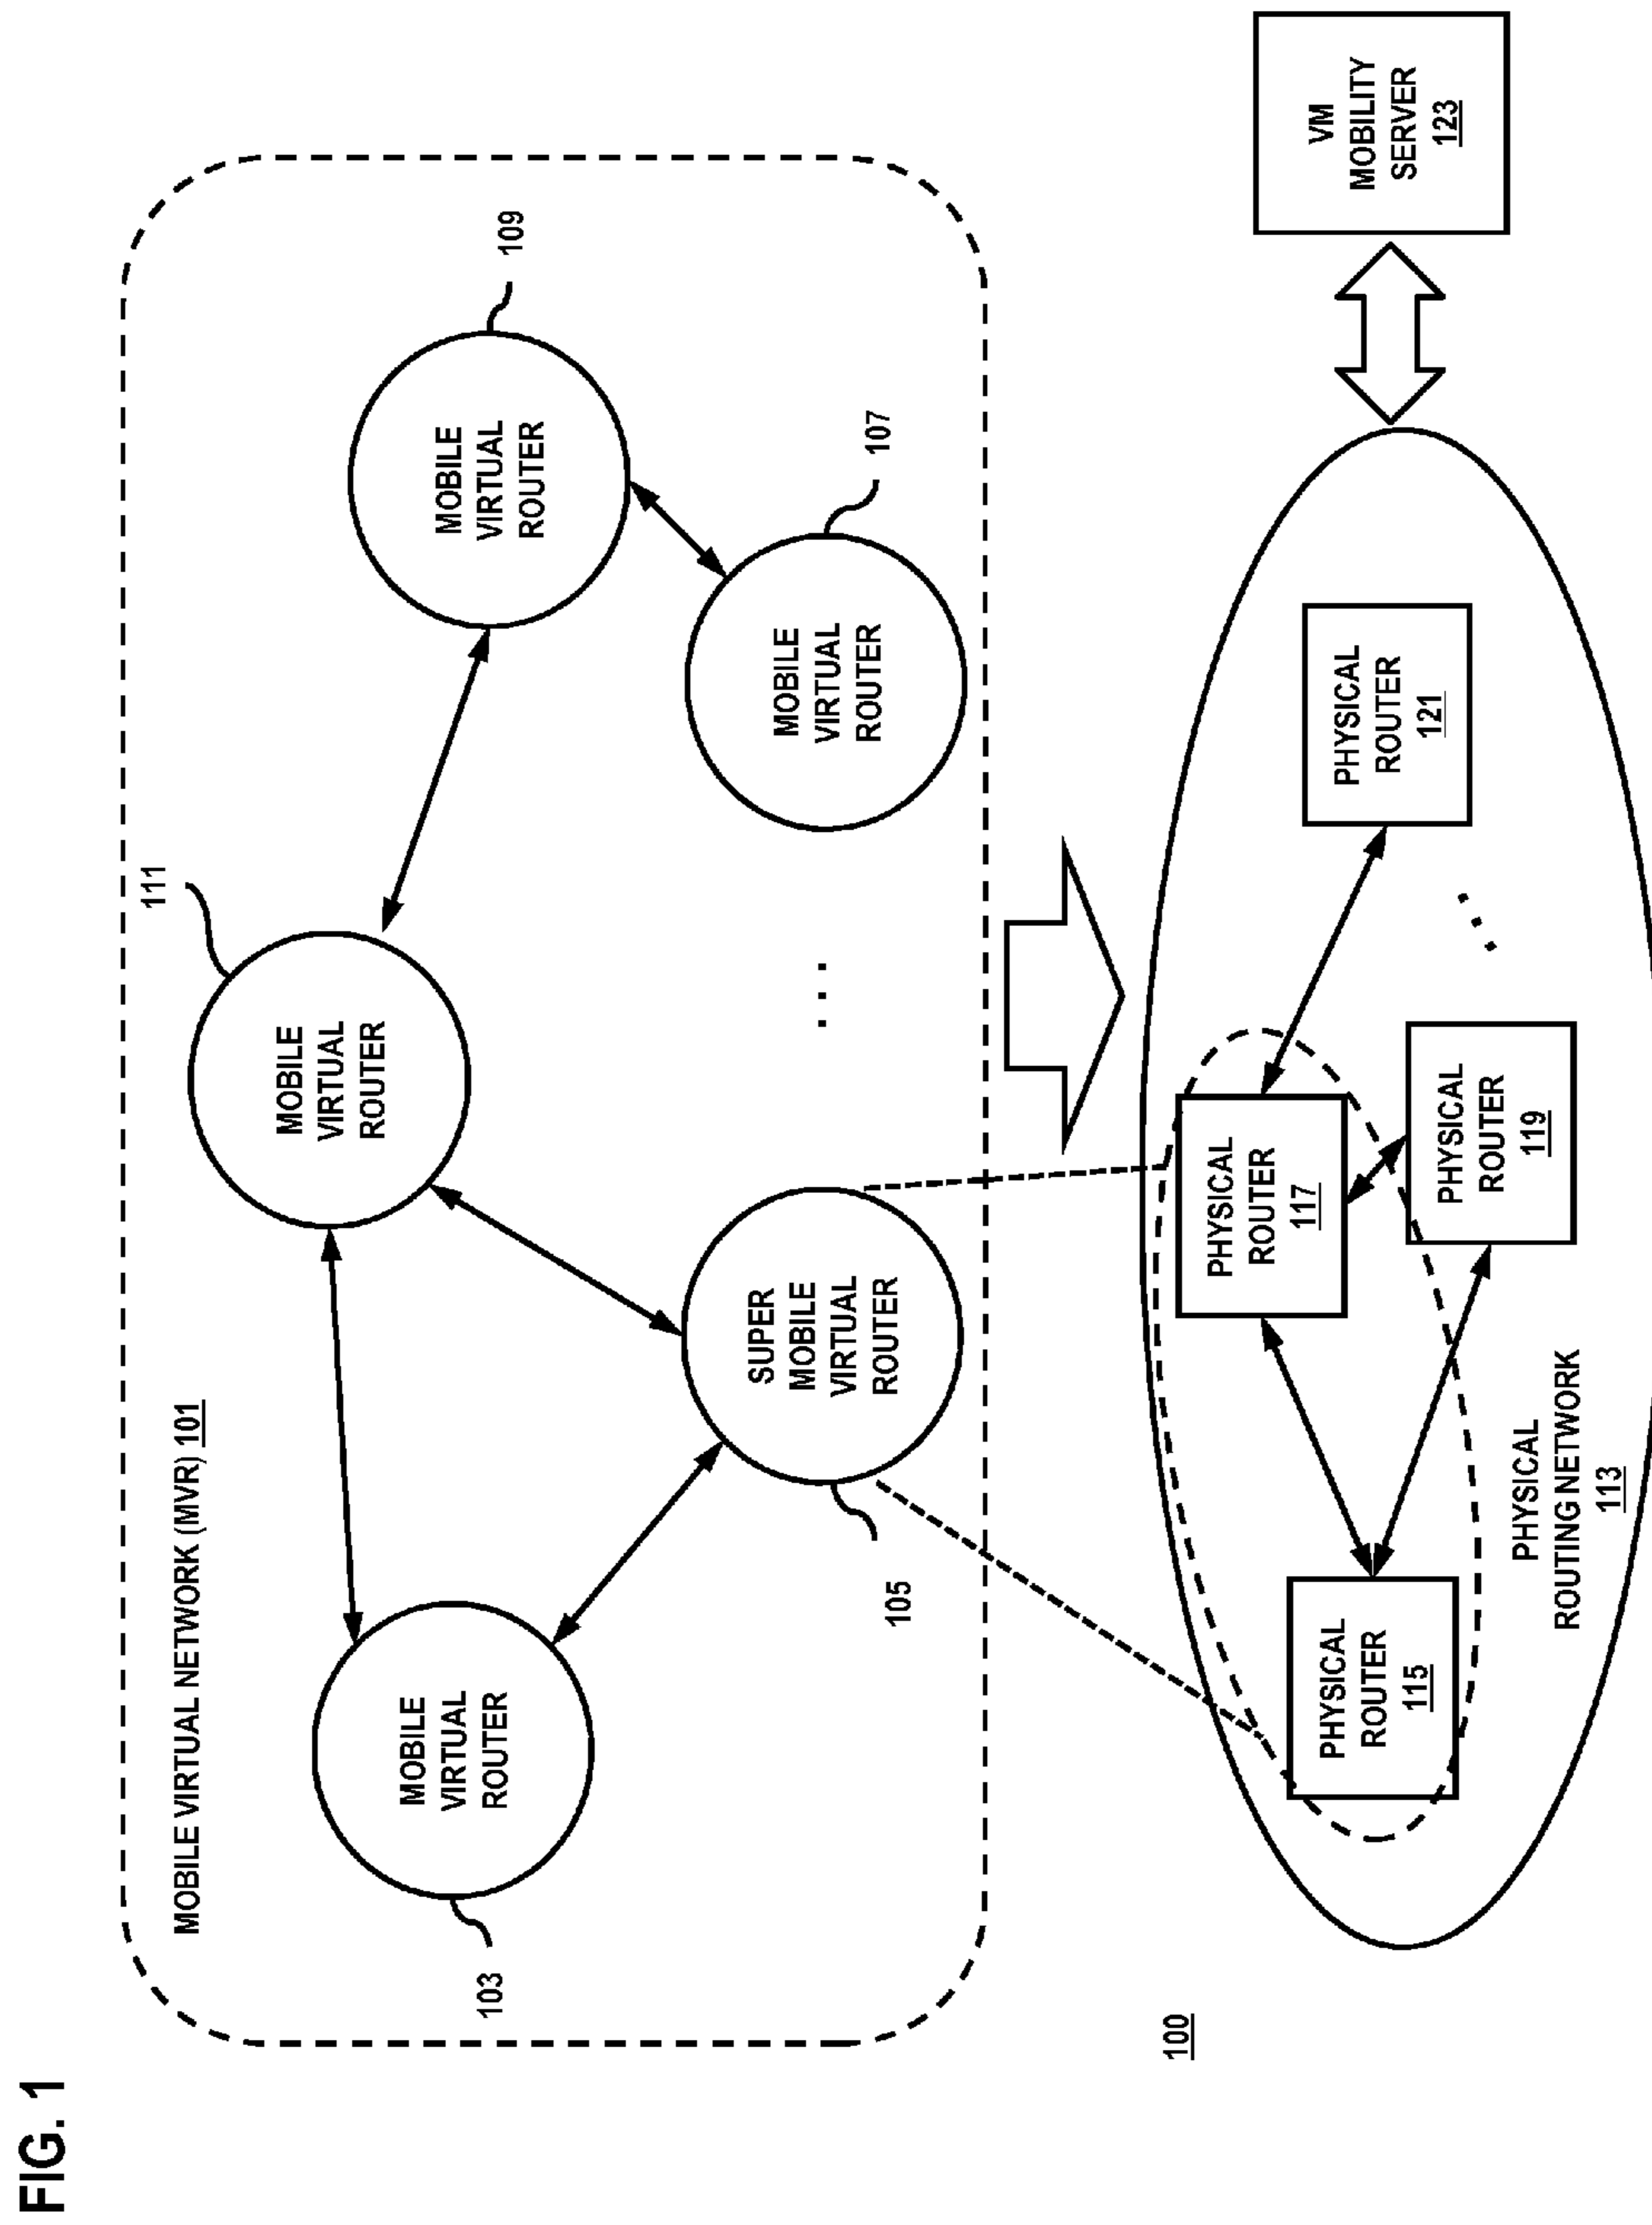 FIG. 1
MOBILE VIRTUAL NETWORK (MVR) 101
111
MOBILE
VIRTUAL
ROUTER
109
MOBILE
VIRTUAL
ROUTER
103
MOBILE
VIRTUAL
ROUTER
105
SUPER
MOBILE
VIRTUAL
ROUTER
. . .
107
MOBILE
VIRTUAL
ROUTER
100
PHYSICAL
ROUTER
115
PHYSICAL
ROUTER
117
PHYSICAL
ROUTER
119
. . .
PHYSICAL
ROUTER
121
PHYSICAL
ROUTING NETWORK
113
VM
MOBILITY
SERVER
123